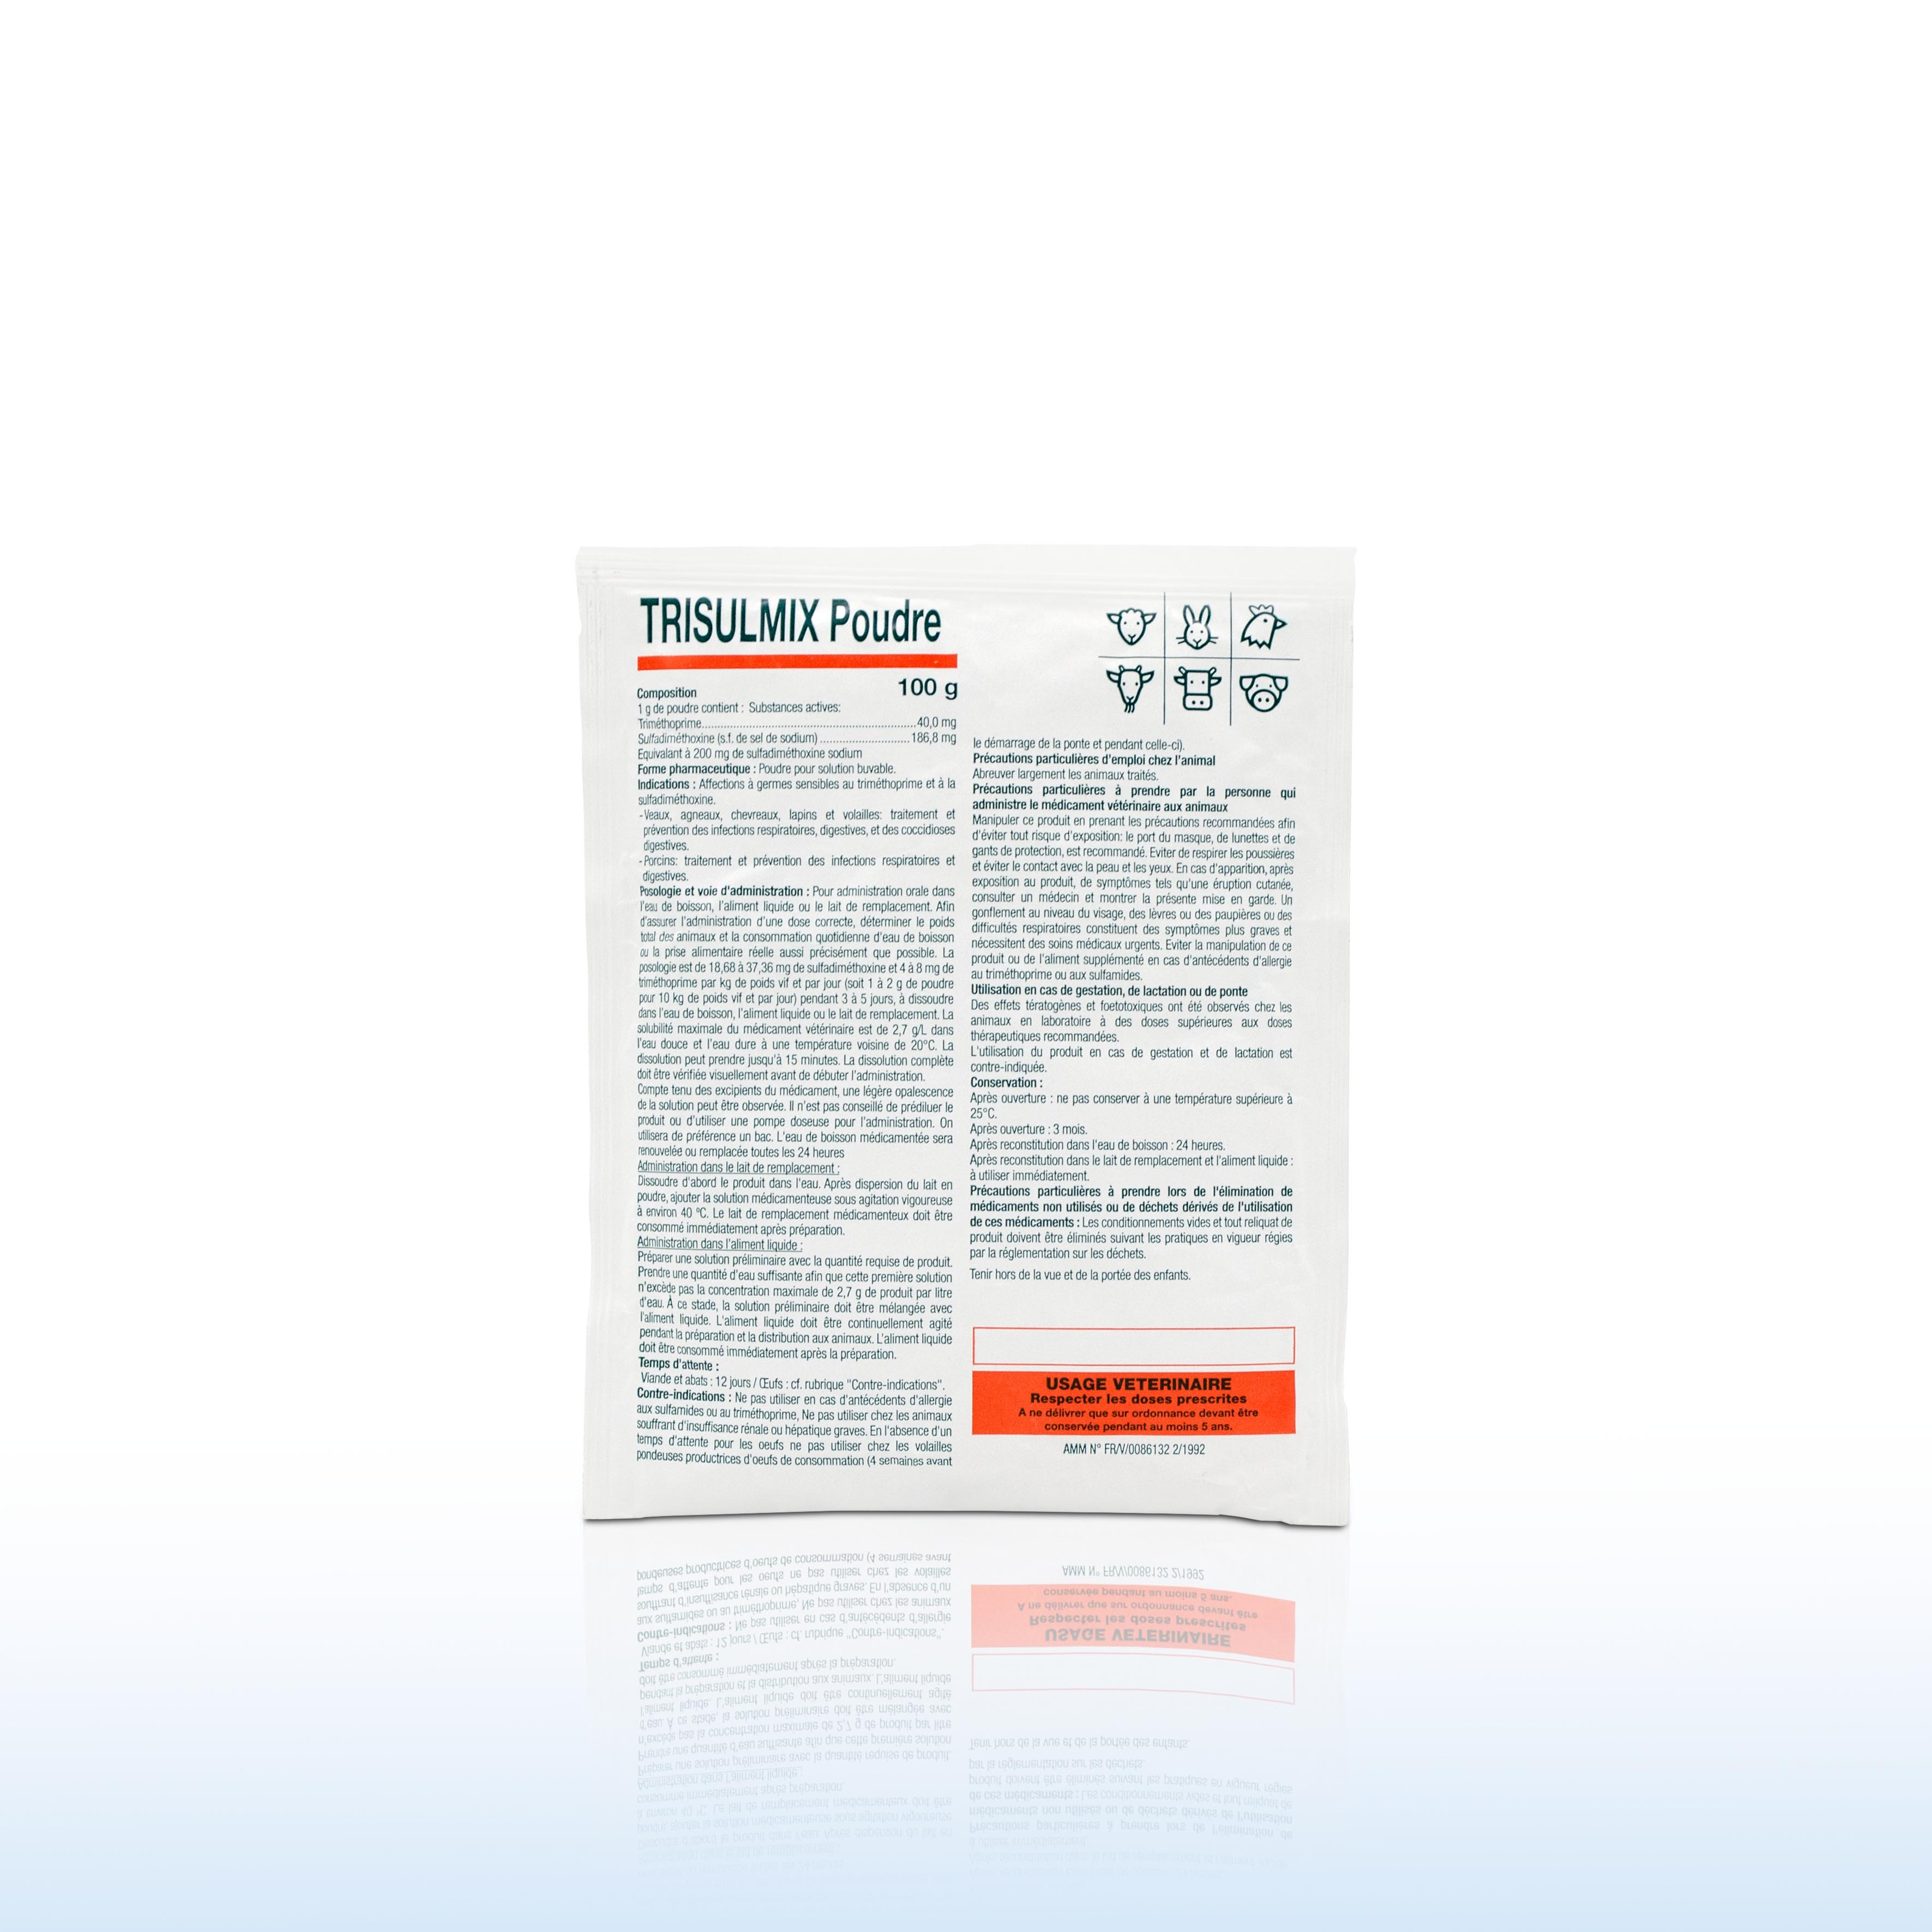 TRISULMIX Poudre
100 g
Composition
1 g de poudre contient : Substances actives:
Triméthoprime..............................................................40,0 mg
Sulfadiméthoxine (s.f. de sel de sodium) ..........................186,8 mg
Equivalant à 200 mg de sulfadiméthoxine sodium
Forme pharmaceutique : Poudre pour solution buvable.
Indications : Affections à germes sensibles au triméthoprime et à la
sulfadiméthoxine.
-Veaux, agneaux, chevreaux, lapins et volailles: traitement et
prévention des infections respiratoires, digestives, et des coccidioses
digestives.
-Porcins: traitement et prévention des infections respiratoires et
digestives.
Posologie et voie d'administration : Pour administration orale dans
l'eau de boisson, l'aliment liquide ou le lait de remplacement. Afin
d'assurer l'administration d'une dose correcte, déterminer le poids
total des animaux et la consommation quotidienne d'eau de boisson
ou la prise alimentaire réelle aussi précisément que possible. La
posologie est de 18,68 à 37,36 mg de sulfadiméthoxine et 4 à 8 mg de
triméthoprime par kg de poids vif et par jour (soit 1 à 2 g de poudre
pour 10 kg de poids vif et par jour) pendant 3 à 5 jours, à dissoudre
dans l'eau de boisson, l'aliment liquide ou le lait de remplacement. La
solubilité maximale du médicament vétérinaire est de 2,7 g/L dans
l'eau douce et l'eau dure à une température voisine de 20°C. La
dissolution peut prendre jusqu'à 15 minutes. La dissolution complète
doit être vérifiée visuellement avant de débuter l'administration.
Compte tenu des excipients du médicament, une légère opalescence
de la solution peut être observée. Il n'est pas conseillé de prédiluer le
produit ou d'utiliser une pompe doseuse pour l'administration. On
utilisera de préférence un bac. L'eau de boisson médicamentée sera
renouvelée ou remplacée toutes les 24 heures
Administration dans le lait de remplacement :
Dissoudre d'abord le produit dans l'eau. Après dispersion du lait en
poudre, ajouter la solution médicamenteuse sous agitation vigoureuse
à environ 40 ºC. Le lait de remplacement médicamenteux doit être
consommé immédiatement après préparation.
Administration dans l'aliment liquide :
Préparer une solution préliminaire avec la quantité requise de produit.
Prendre une quantité d'eau suffisante afin que cette première solution
n'excède pas la concentration maximale de 2,7 g de produit par litre
d'eau. À ce stade, la solution préliminaire doit être mélangée avec
l'aliment liquide. L'aliment liquide doit être continuellement agité
pendant la préparation et la distribution aux animaux. L'aliment liquide
doit être consommé immédiatement après la préparation.
Temps d'attente :
Viande et abats : 12 jours / Œufs : cf. rubrique "Contre-indications".
Contre-indications : Ne pas utiliser en cas d'antécédents d'allergie
aux sulfamides ou au triméthoprime, Ne pas utiliser chez les animaux
souffrant d'insuffisance rénale ou hépatique graves. En l'absence d'un
temps d'attente pour les oeufs ne pas utiliser chez les volailles
pondeuses productrices d'oeufs de consommation (4 semaines avant
le démarrage de la ponte et pendant celle-ci).
Précautions particulières d'emploi chez l'animal
Abreuver largement les animaux traités.
Précautions particulières à prendre par la personne qui
administre le médicament vétérinaire aux animaux
Manipuler ce produit en prenant les précautions recommandées afin
d'éviter tout risque d'exposition: le port du masque, de lunettes et de
gants de protection, est recommandé. Eviter de respirer les poussières
et éviter le contact avec la peau et les yeux. En cas d'apparition, après
exposition au produit, de symptômes tels qu'une éruption cutanée,
consulter un médecin et montrer la présente mise en garde. Un
gonflement au niveau du visage, des lèvres ou des paupières ou des
difficultés respiratoires constituent des symptômes plus graves et
nécessitent des soins médicaux urgents. Eviter la manipulation de ce
produit ou de l'aliment supplémenté en cas d'antécédents d'allergie
au triméthoprime ou aux sulfamides.
Utilisation en cas de gestation, de lactation ou de ponte
Des effets tératogènes et foetotoxiques ont été observés chez les
animaux en laboratoire à des doses supérieures aux doses
thérapeutiques recommandées.
L'utilisation du produit en cas de gestation et de lactation est
contre-indiquée.
Conservation :
Après ouverture : ne pas conserver à une température supérieure à
25°C.
Après ouverture : 3 mois.
Après reconstitution dans l'eau de boisson : 24 heures.
Après reconstitution dans le lait de remplacement et l'aliment liquide :
à utiliser immédiatement.
Précautions particulières à prendre lors de l'élimination de
médicaments non utilisés ou de déchets dérivés de l'utilisation
de ces médicaments : Les conditionnements vides et tout reliquat de
produit doivent être éliminés suivant les pratiques en vigueur régies
par la réglementation sur les déchets.
Tenir hors de la vue et de la portée des enfants.
USAGE VETERINAIRE
Respecter les doses prescrites
A ne délivrer que sur ordonnance devant être
conservée pendant au moins 5 ans.
AMM N° FR/V/0086132 2/1992